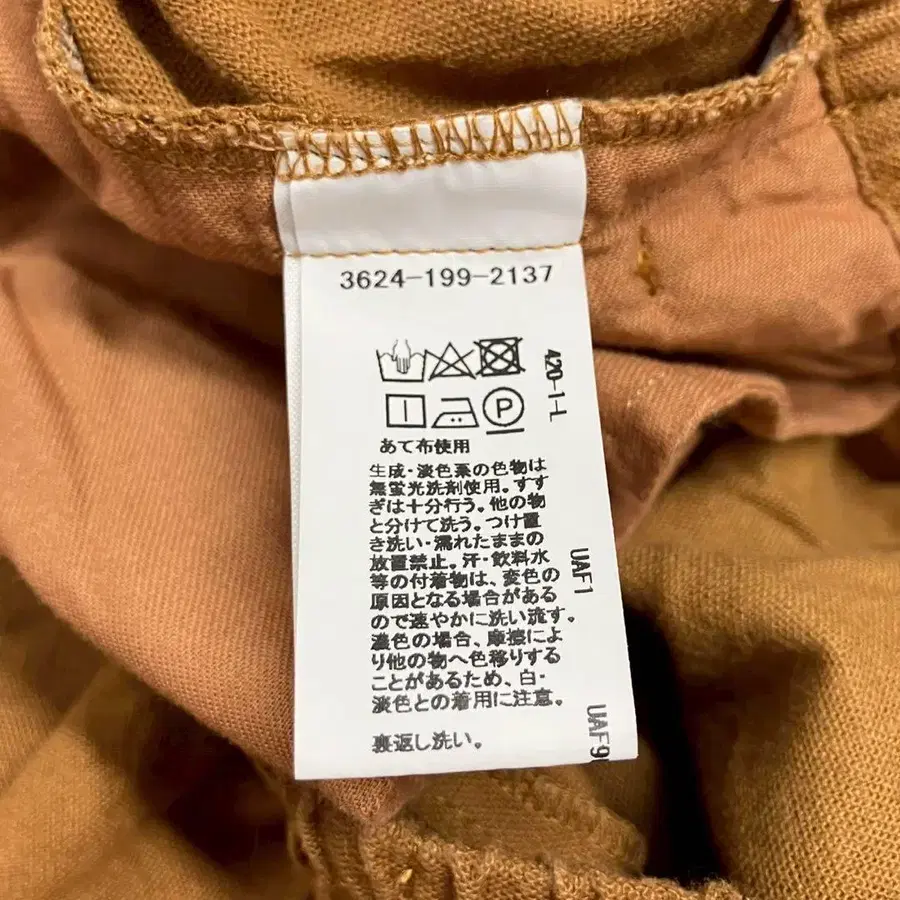 3624-199-2137
P
あて布使用
生成・淡色系の色物は
無蛍光洗剤使用。すす
ぎは十分行う。他の物
と分けて洗う。つけ置
き洗い・濡れたままの
放置禁止。汗・飲料水
等の付着物は、変色の
原因となる場合がある
ので速やかに洗い流す。
濃色の場合、摩擦によ
り他の物へ色移りする
ことがあるため、白・
淡色との着用に注意。
裏返し洗い。
420-1-L
UAF1